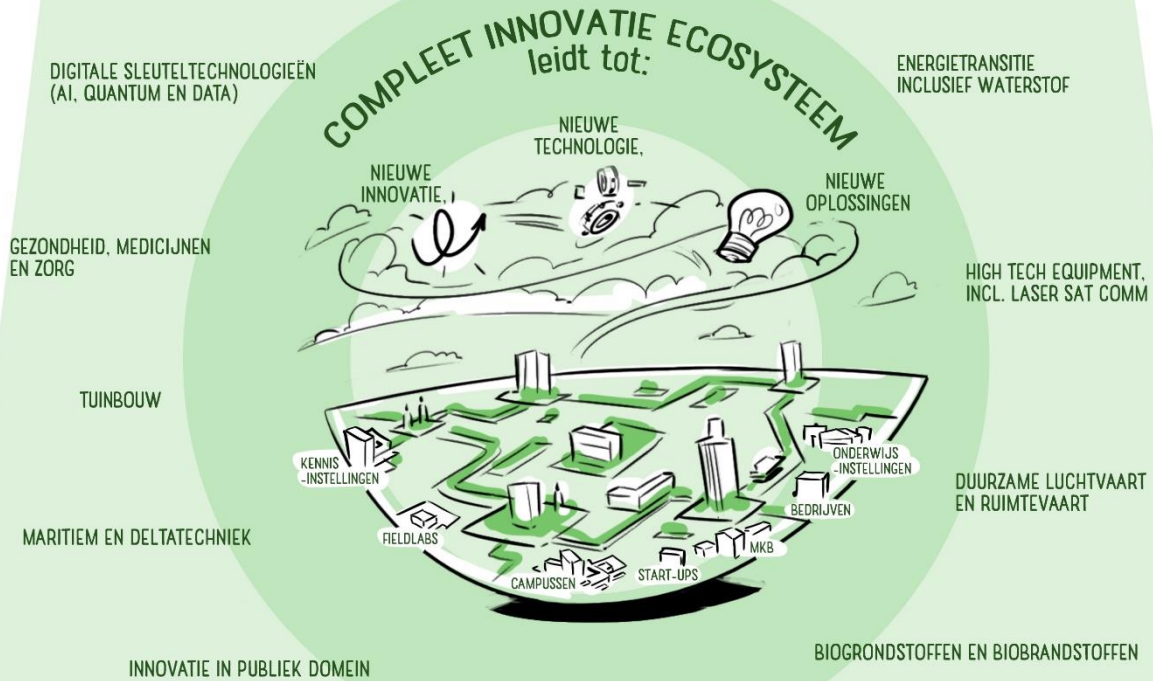 COMPLEET INNOVATIE ECOSYSTEEM
leidt tot:
DIGITALE SLEUTELTECHNOLOGIEËN
(AI, QUANTUM EN DATA)
ENERGIETRANSITIE
INCLUSIEF WATERSTOF
NIEUWE
INNOVATIE,
NIEUWE
TECHNOLOGIE,
NIEUWE
OPLOSSINGEN
GEZONDHEID, MEDICIJNEN
EN ZORG
HIGH TECH EQUIPMENT,
INCL. LASER SAT COMM
TUINBOUW
KENNIS
-INSTELLINGEN
ONDERWIJS
-INSTELLINGEN
DUURZAME LUCHTVAART
EN RUIMTEVAART
BEDRIJVEN
MARITIEM EN DELTATECHNIEK
FIELDLABS
MKB
CAMPUSSEN
START-UPS
INNOVATIE IN PUBLIEK DOMEIN
BIOGRONDSTOFFEN EN BIOBRANDSTOFFEN